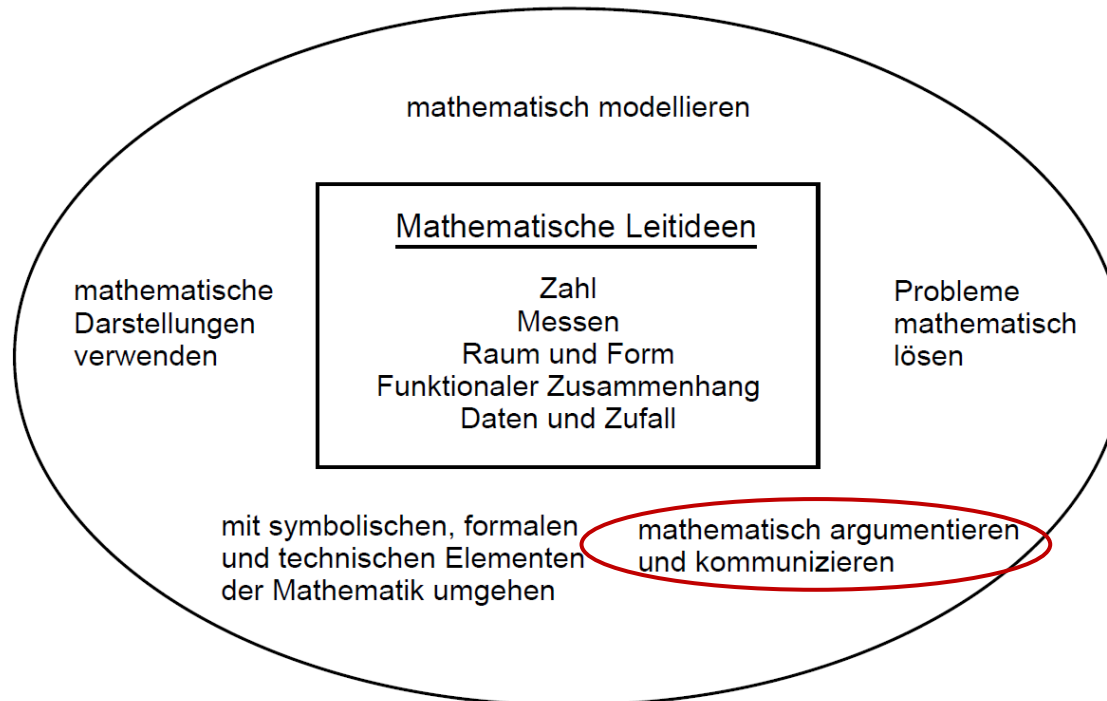 mathematisch modellieren
Mathematische Leitideen
Zahl
Messen
Raum und Form
Funktionaler Zusammenhang
Daten und Zufall
mathematische
Darstellungen
verwenden
Probleme
mathematisch
lösen
mit symbolischen, formalen
und technischen Elementen
der Mathematik umgehen
mathematisch argumentieren
und kommunizieren